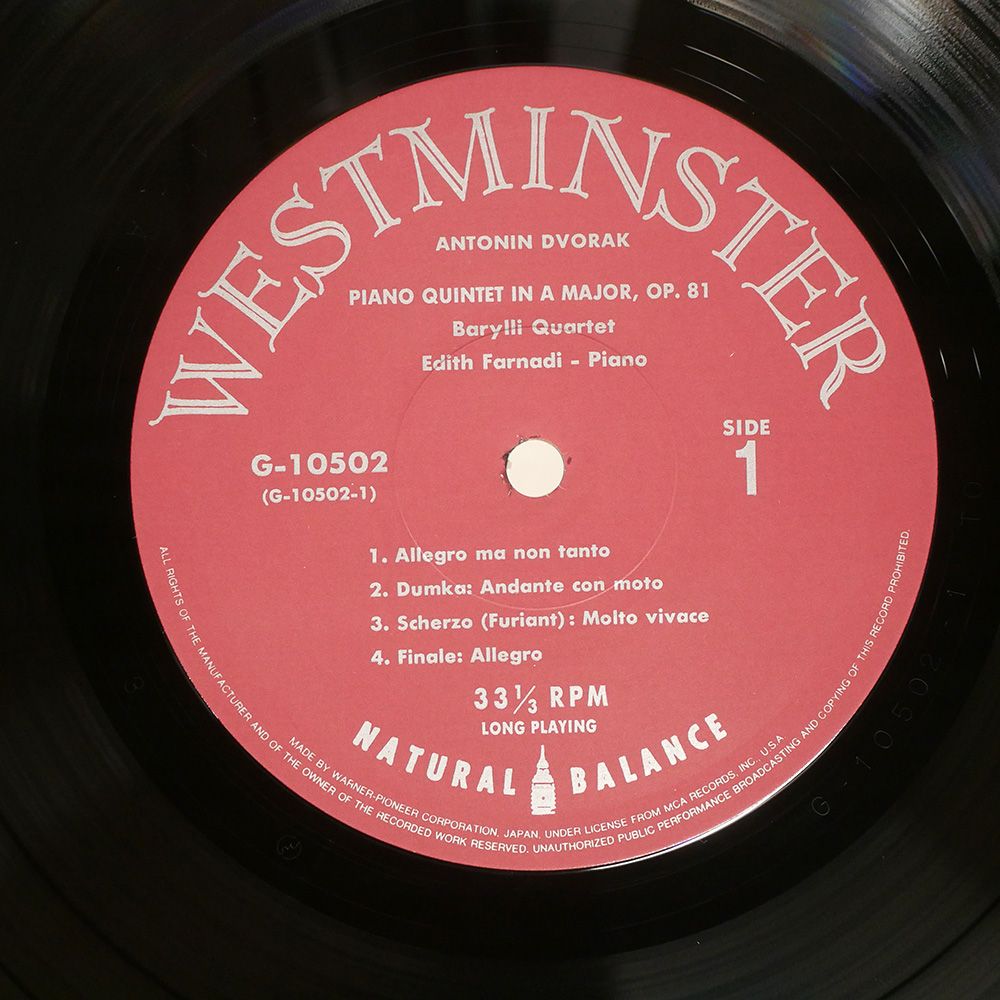 WESTMINSTER
ANTONIN DVORAK
PIANO QUINTET IN A MAJOR, OP. 81
Barylli Quartet
Edith Farnadi - Piano
G-10502
(G-10502-1)
SIDE
1
1. Allegro ma non tanto
2. Dumka: Andante con moto
3. Scherzo (Furiant): Molto vivace
4. Finale: Allegro
33 1/3 RPM
LONG PLAYING
NATURAL BALANCE
MADE BY WARNER-PIONEER CORPORATION, JAPAN, UNDER LICENSE FROM MCA RECORDS, INC. U.S.A.
ALL RIGHTS OF THE MANUFACTURER AND OF THE OWNER OF THE RECORDED WORK RESERVED. UNAUTHORIZED PUBLIC PERFORMANCE BROADCASTING AND COPYING OF THIS RECORD PROHIBITED.
G-10502-1 TO